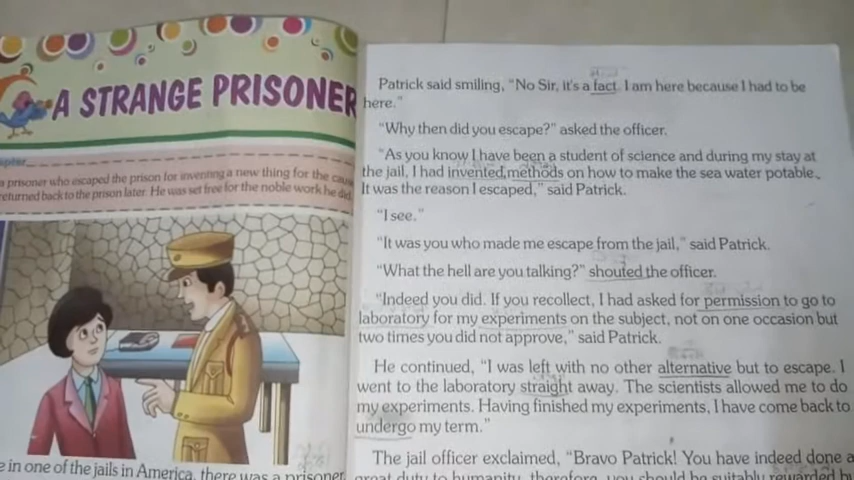 A STRANGE PRISONER
a prisoner who escaped the prison for inventing a new thing for the
returned back to the prison later. He was set free for the noble work he did
e in one of the jails in America, there was a prisoner
Patrick said smiling, “No Sir, it's a fact. I am here because I had to be
here.”
“Why then did you escape?” asked the officer.
“As you know I have been a student of science and during my stay at
the jail, I had invented methods on how to make the sea water potable.
It was the reason I escaped,” said Patrick.
“I see.”
“It was you who made me escape from the jail,” said Patrick.
“What the hell are you talking?” shouted the officer.
“Indeed you did. If you recollect, I had asked for permission to go to
laboratory for my experiments on the subject, not on one occasion but
two times you did not approve,” said Patrick.
He continued, “I was left with no other alternative but to escape. I
went to the laboratory straight away. The scientists allowed me to do
my experiments. Having finished my experiments, I have come back to
undergo my term.”
The jail officer exclaimed, “Bravo Patrick! You have indeed done a
great duty to humanity, therefore, you should be suitably rewarded